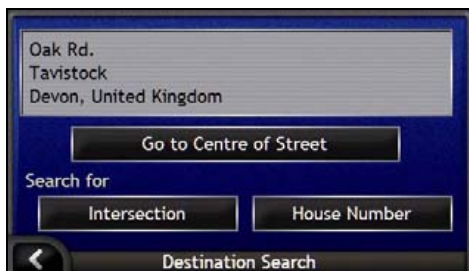 Oak Rd.
Tavistock
Devon, United Kingdom
Go to Centre of Street
Search for
Intersection
House Number
Destination Search